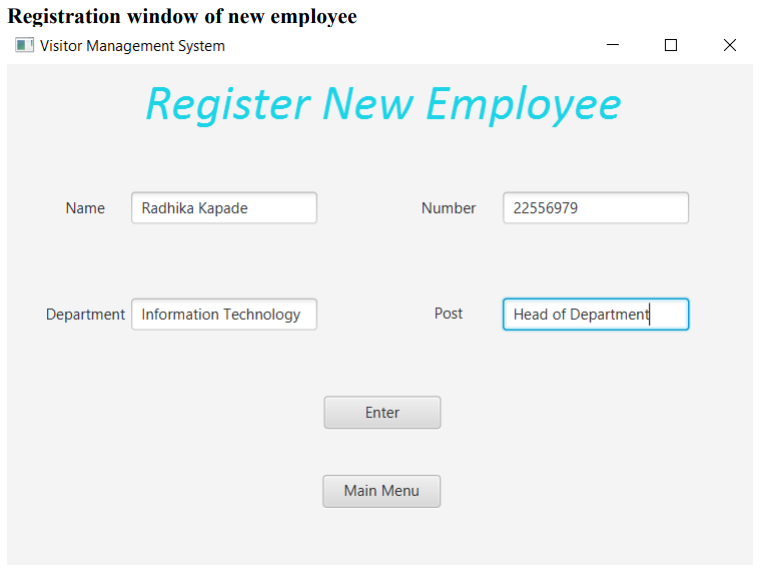 Registration window of new employee
Visitor Management System
Register New Employee
Name Radhika Kapade Number 22556979
Department Information Technology Post Head of Department
Enter
Main Menu